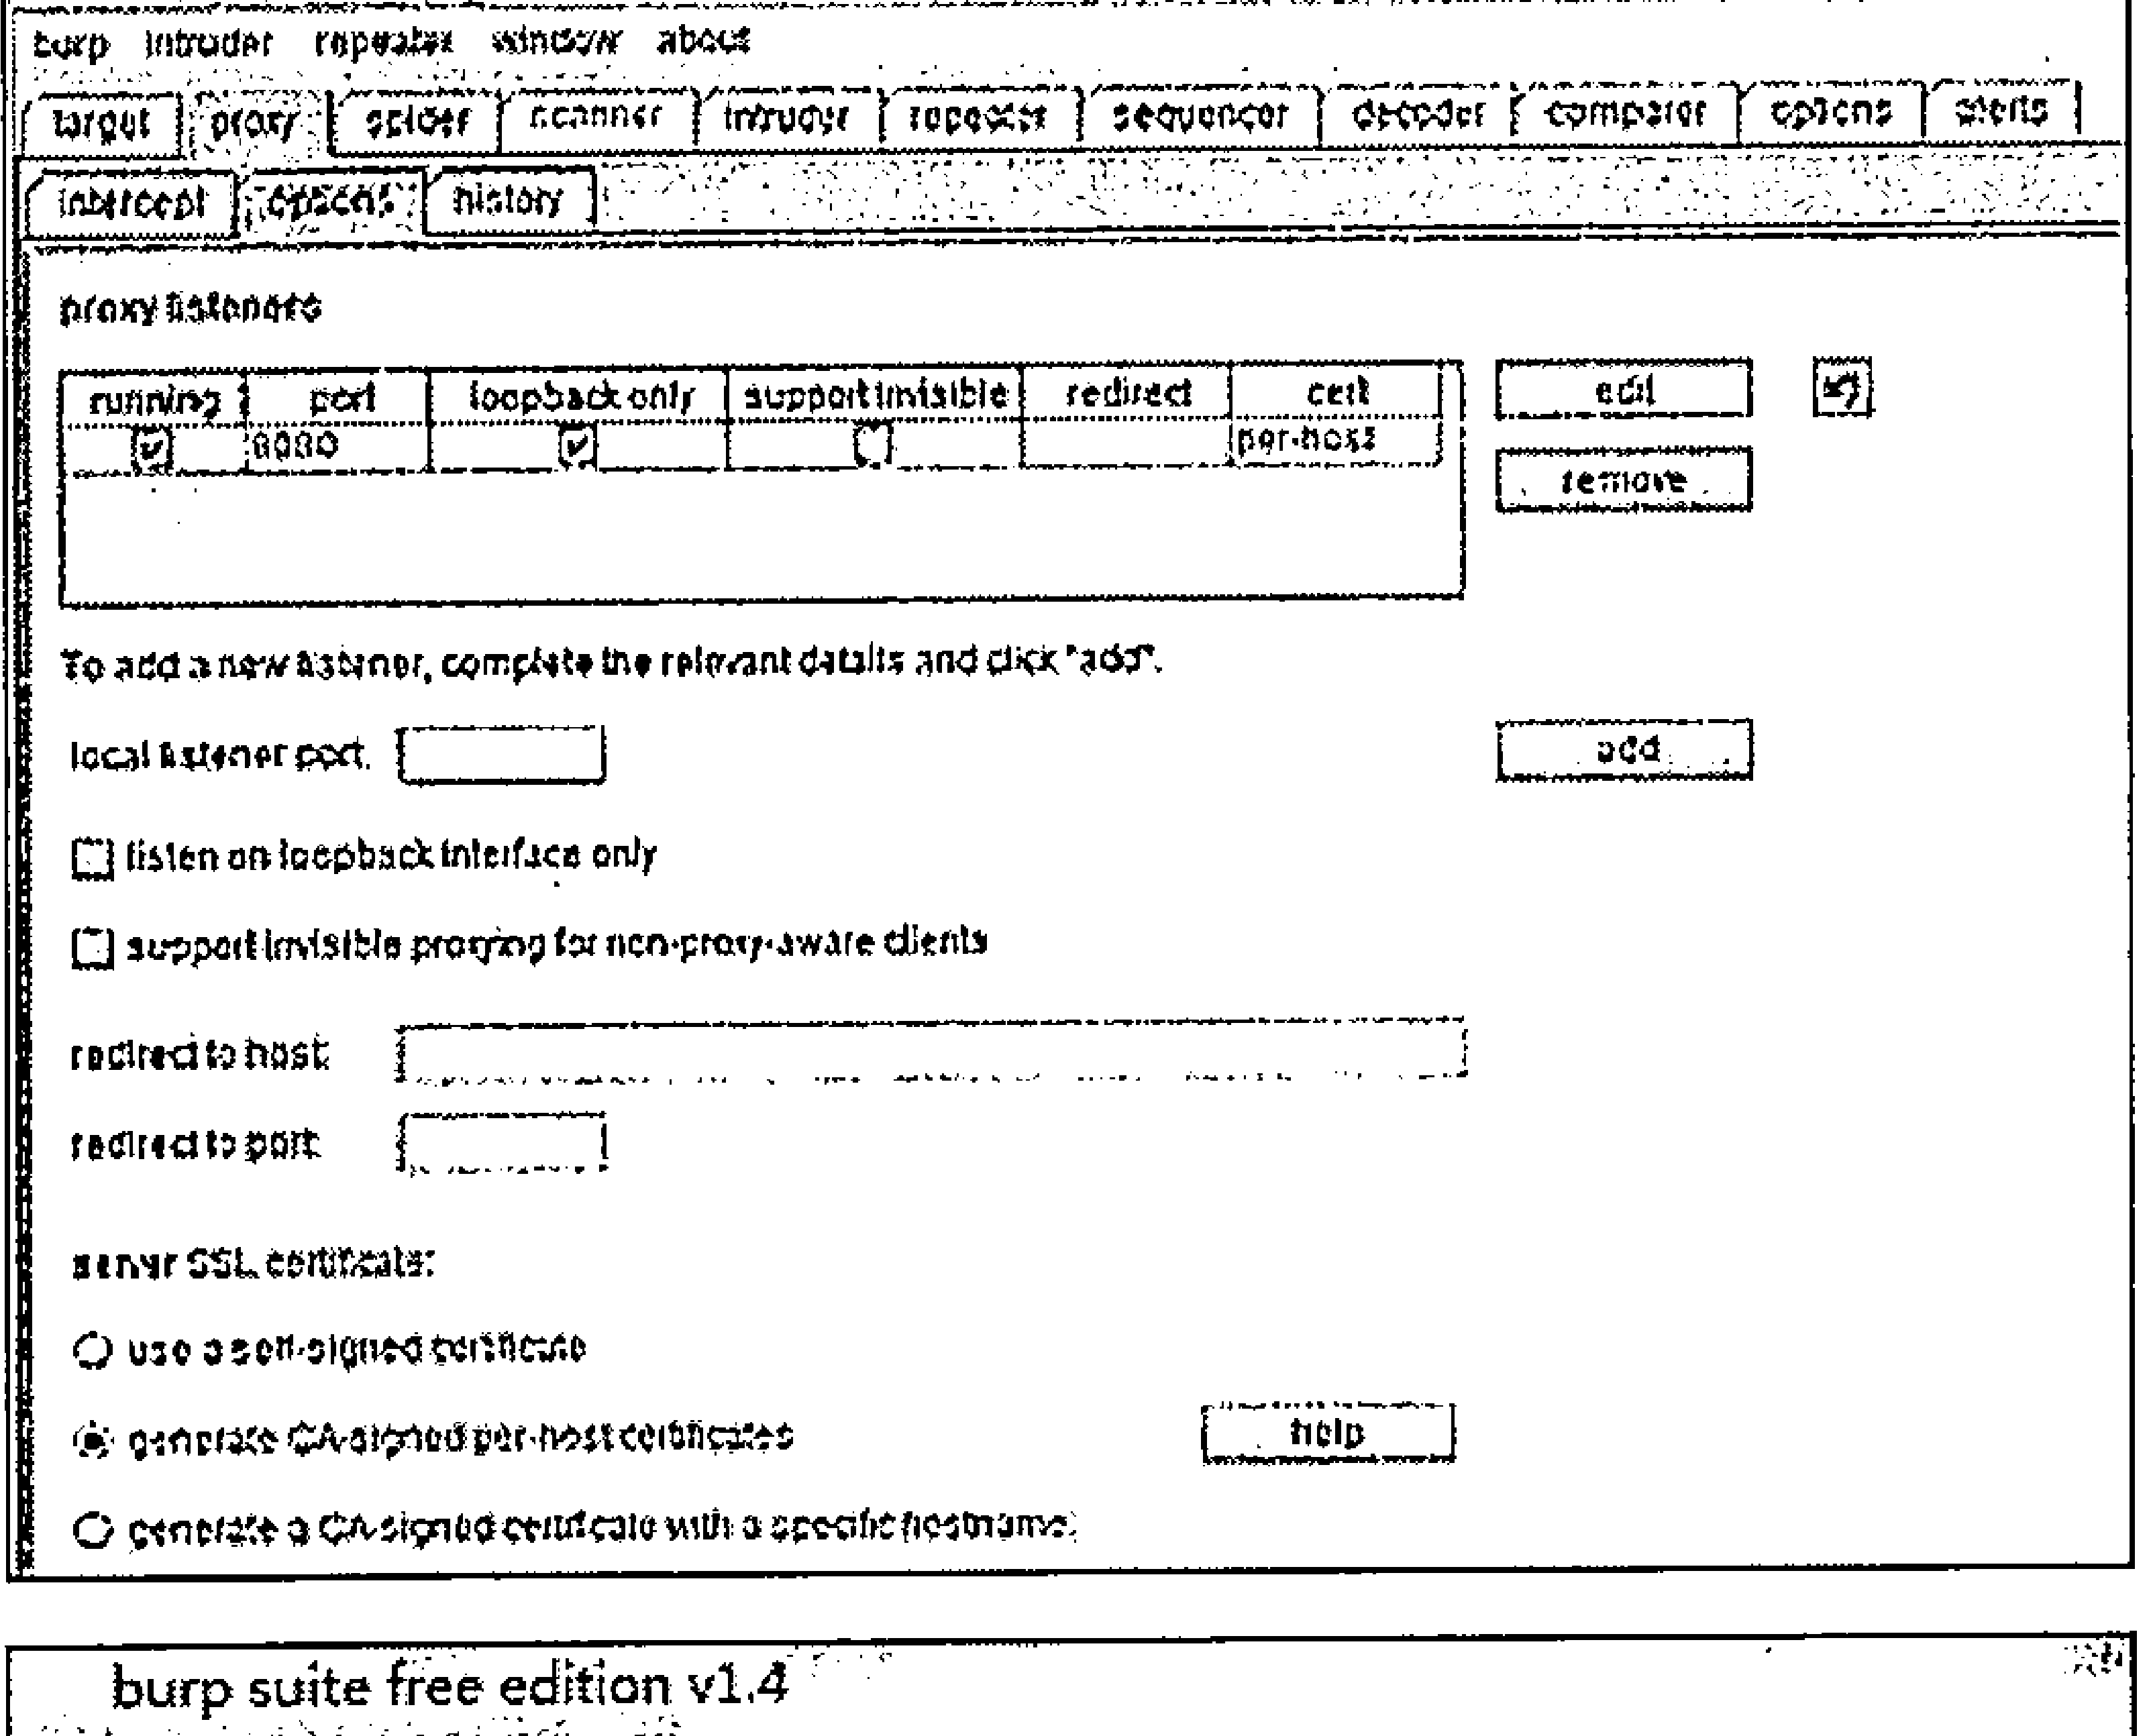 burp intruder repeater window about
target proxy spider scanner intruder repeater sequencer decoder comparer options alerts
intercept options history
proxy listeners
running port loopback only support invisible redirect cert edit
8080 per-host
remove
To add a new listener, complete the relevant details and click "add".
local listener port: add
listen on loopback interface only
support invisible proxying for non-proxy-aware clients
redirect to host:
redirect to port:
server SSL certificate:
use a self-signed certificate
generate CA-signed per-host certificates help
generate a CA-signed certificate with a specific hostname:
burp suite free edition v1.4